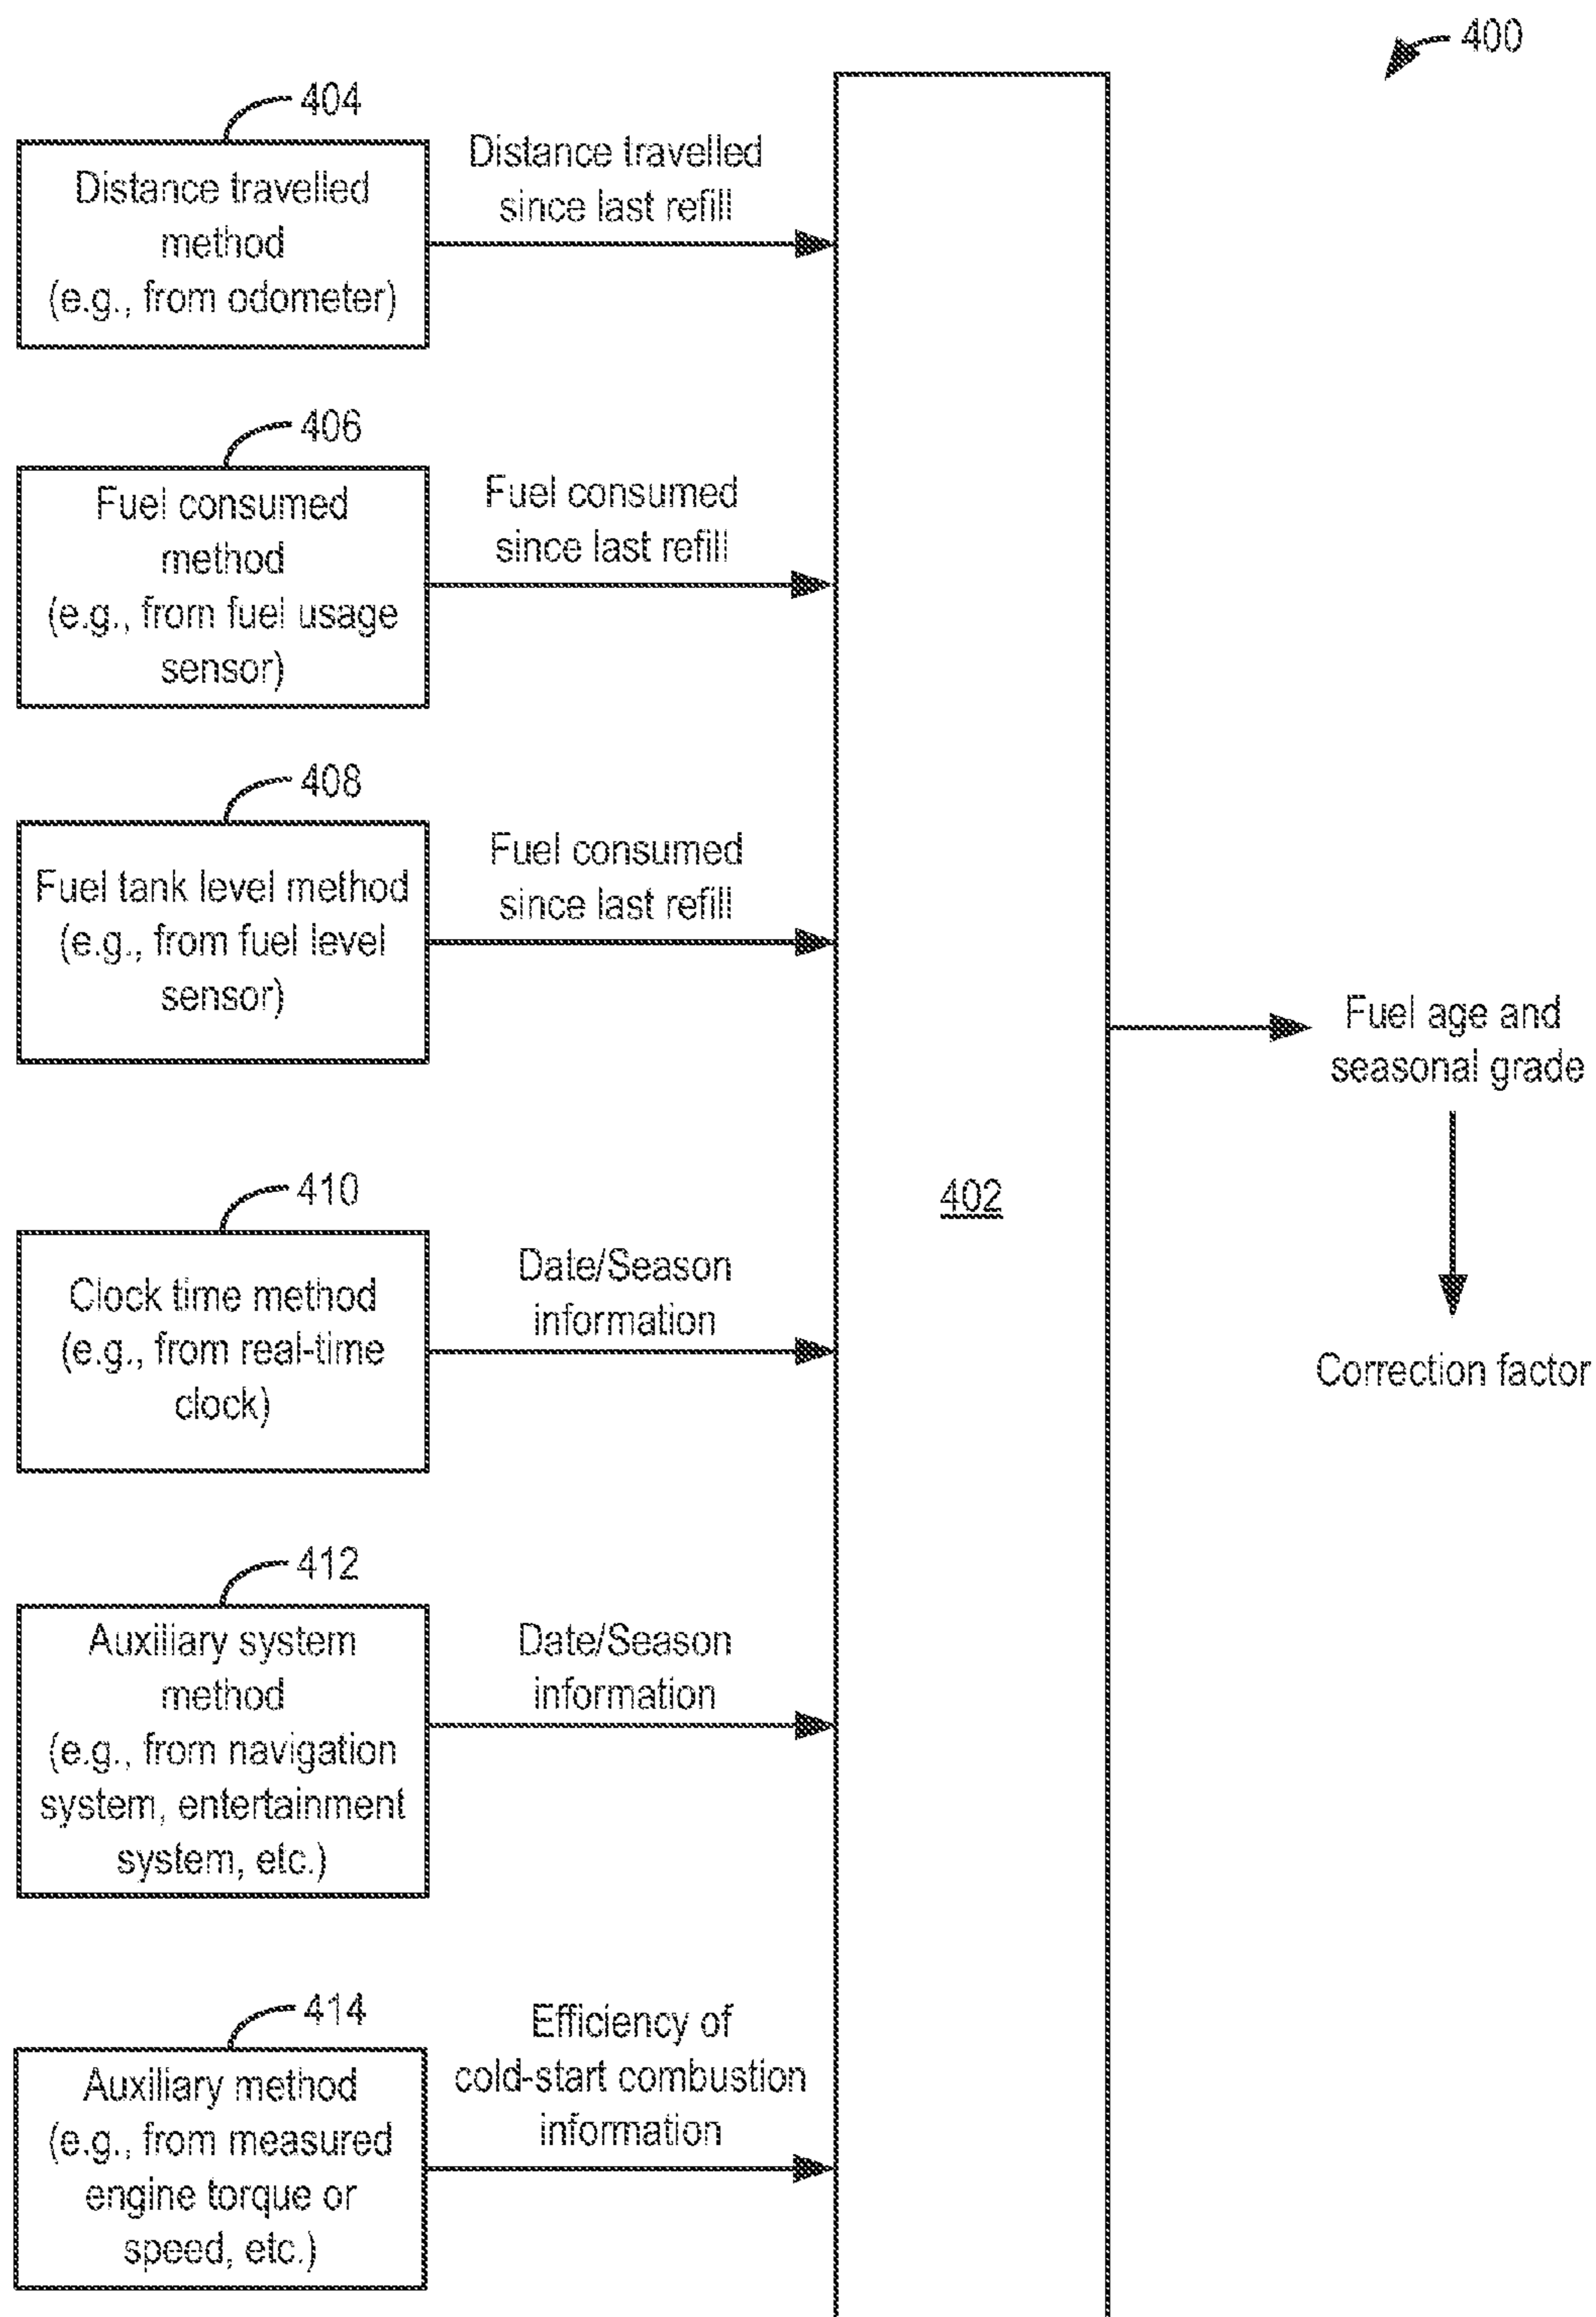 400
404
Distance travelled
method
(e.g., from odometer)
Distance travelled
since last refill
406
Fuel consumed
method
(e.g., from fuel usage
sensor)
Fuel consumed
since last refill
408
Fuel tank level method
(e.g., from fuel level
sensor)
Fuel consumed
since last refill
Fuel age and
seasonal grade
402
410
Clock time method
(e.g., from real-time
clock)
Date/Season
information
Correction factor
412
Auxiliary system
method
(e.g., from navigation
system, entertainment
system, etc.)
Date/Season
information
414
Auxiliary method
(e.g., from measured
engine torque or
speed, etc.)
Efficiency of
cold-start combustion
information